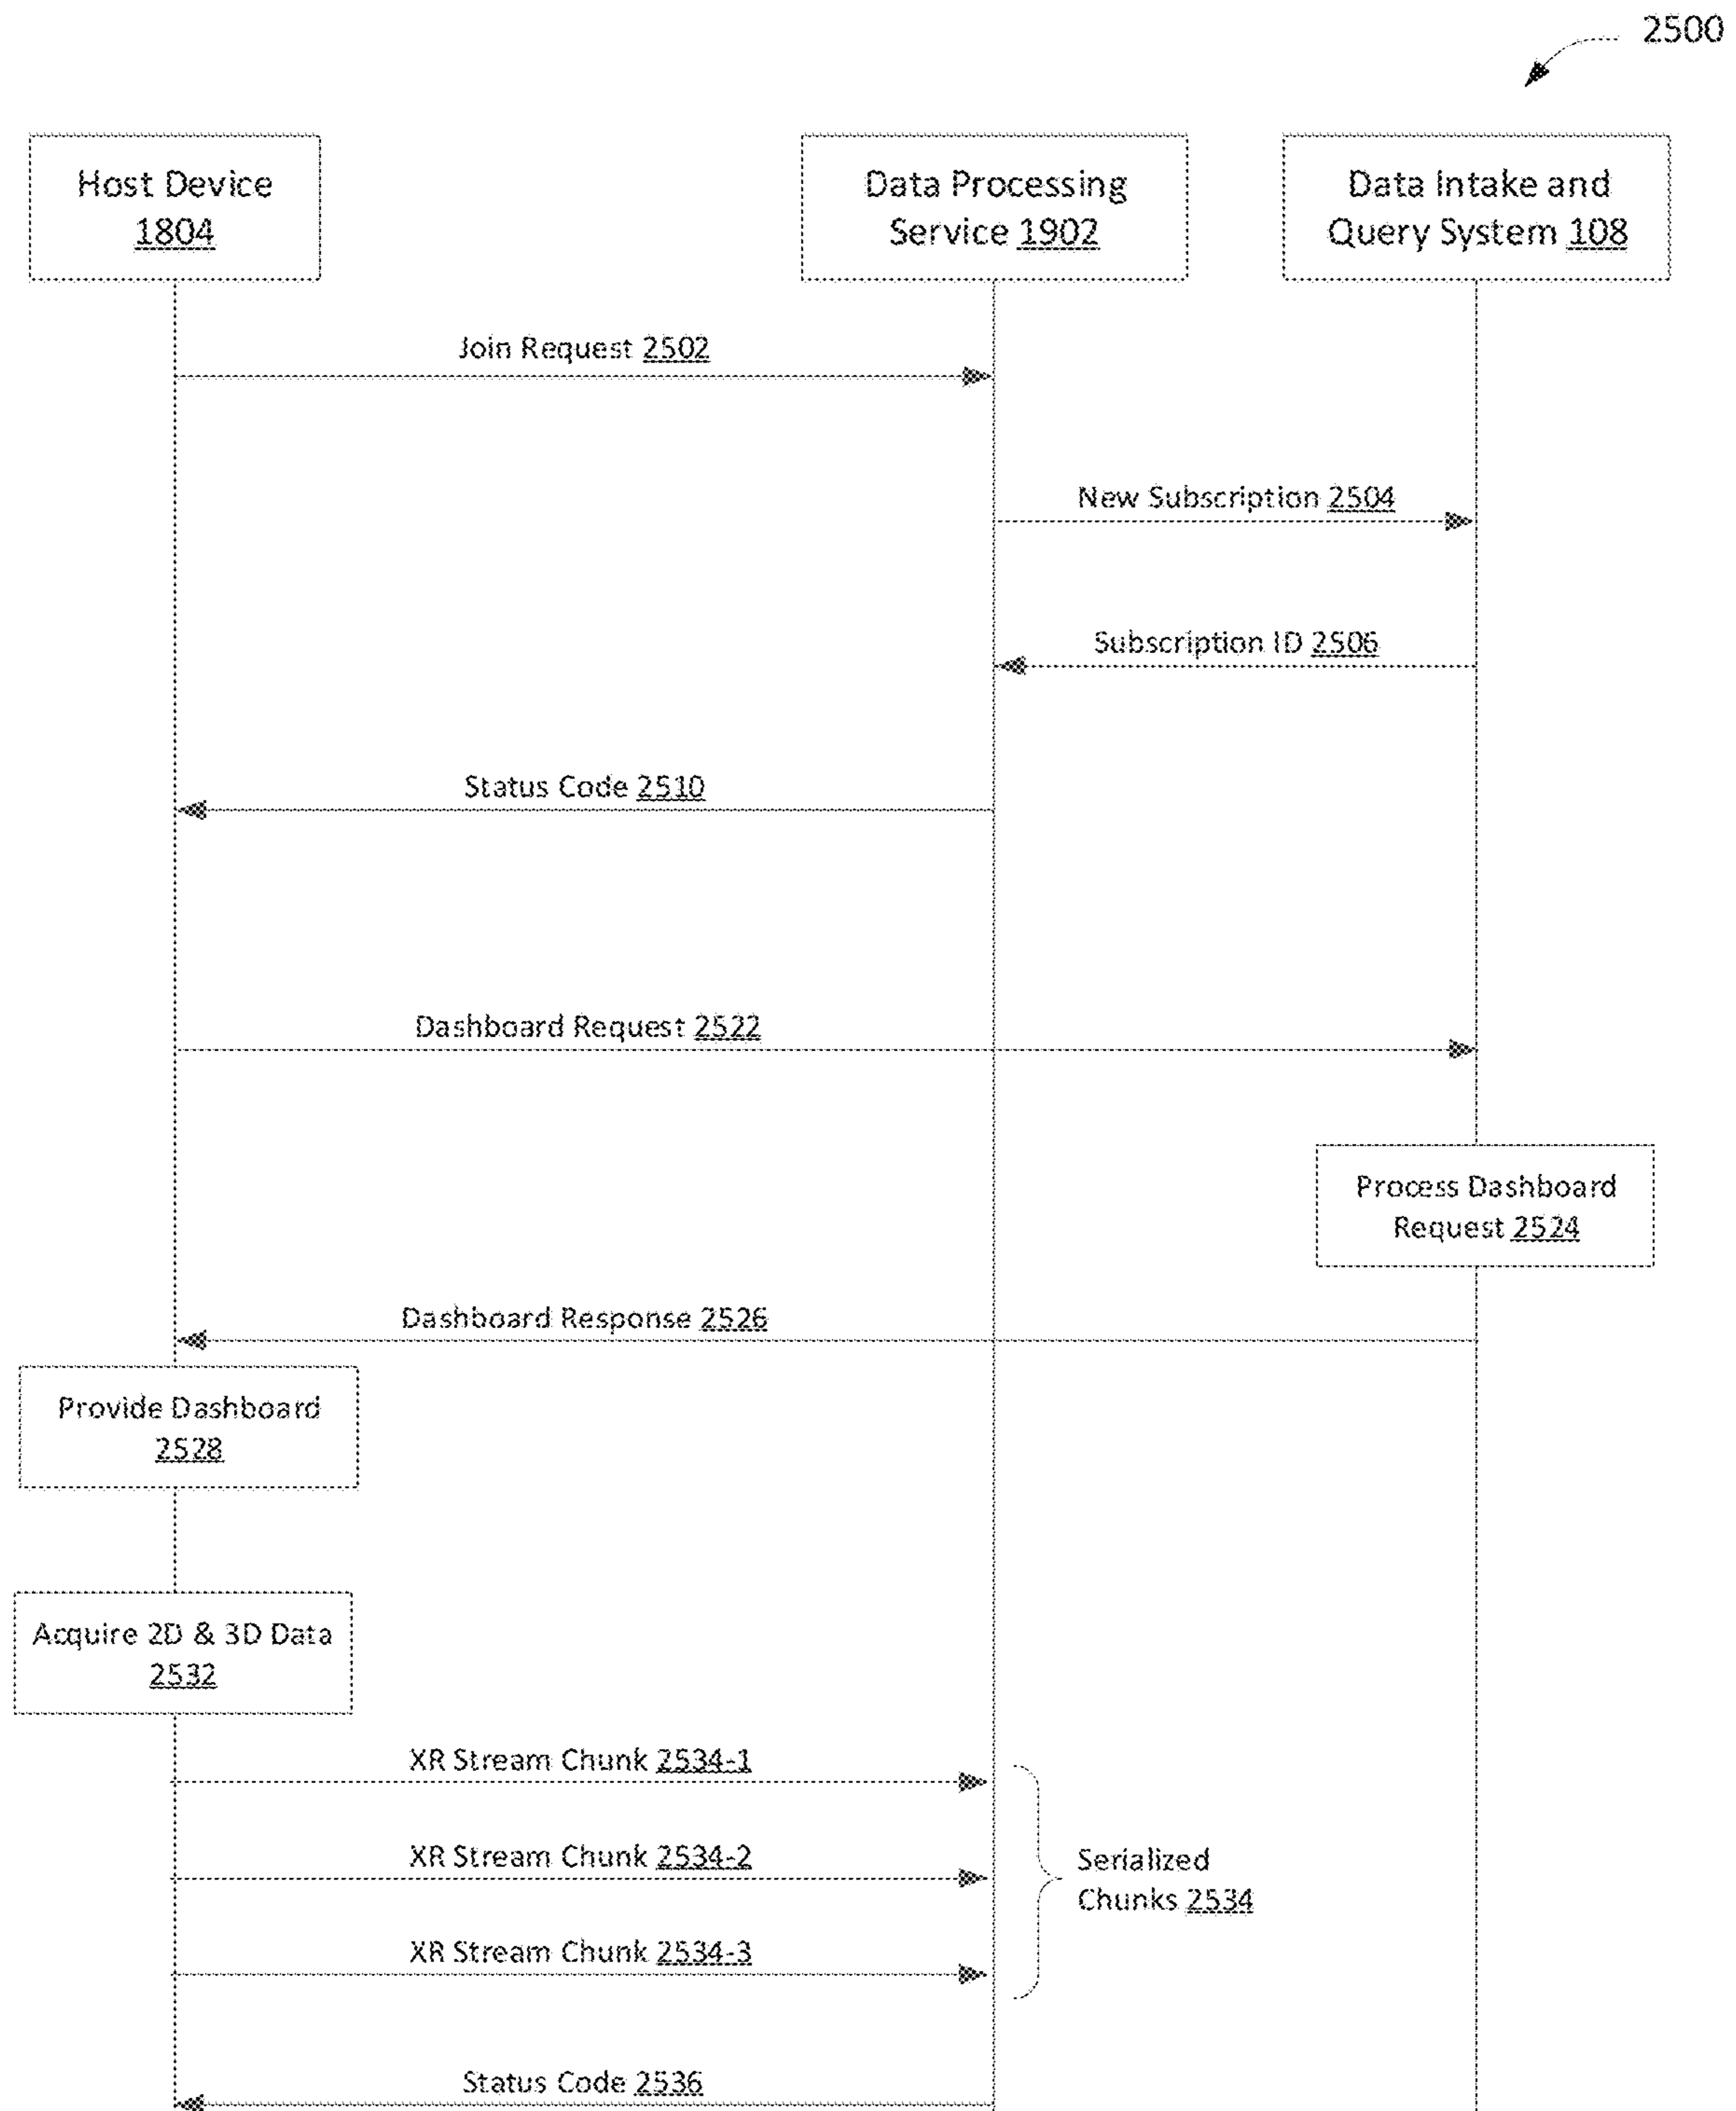 2500
Host Device
1804
Data Processing
Service 1902
Data Intake and
Query System 108
Join Request 2502
New Subscription 2504
Subscription ID 2506
Status Code 2510
Dashboard Request 2522
Process Dashboard
Request 2524
Dashboard Response 2526
Provide Dashboard
2528
Acquire 2D & 3D Data
2532
XR Stream Chunk 2534-1
XR Stream Chunk 2534-2
Serialized
Chunks 2534
XR Stream Chunk 2534-3
Status Code 2536